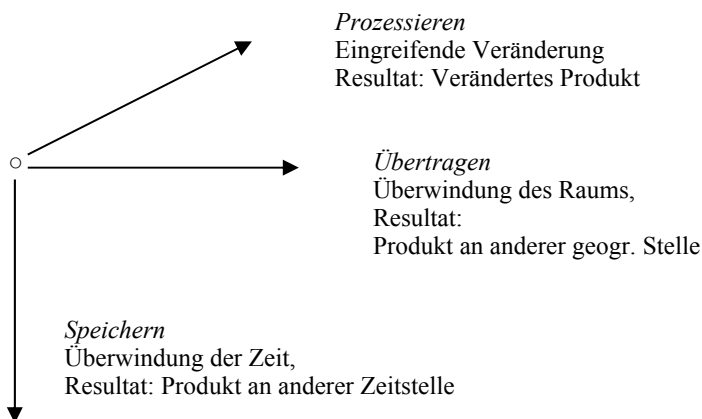 Prozessieren
Eingreifende Veränderung
Resultat: Verändertes Produkt
Übertragen
Überwindung des Raums,
Resultat:
Produkt an anderer geogr. Stelle
Speichern
Überwindung der Zeit,
Resultat: Produkt an anderer Zeitstelle